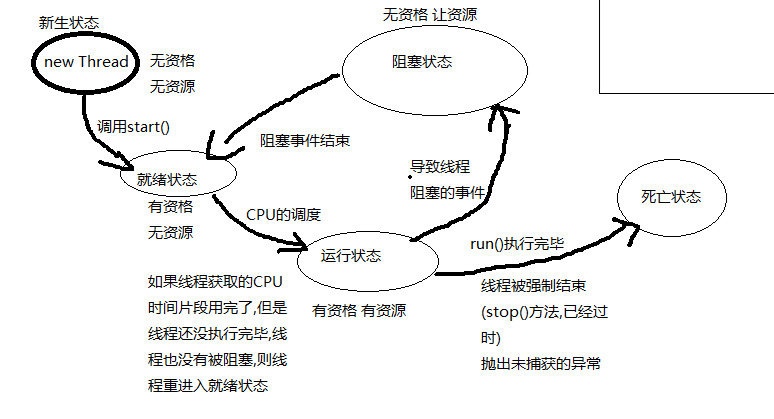 新生状态
new Thread
无资格
无资源
调用start()
就绪状态
有资格
无资源
无资格 让资源
阻塞状态
阻塞事件结束
导致线程
阻塞的事件
CPU的调度
运行状态
有资格 有资源
run()执行完毕
死亡状态
线程被强制结束
(stop()方法,已经过
时)
抛出未捕获的异常
如果线程获取的CPU
时间片段用完了,但是
线程还没执行完毕,线
程也没有被阻塞,则线
程重进入就绪状态